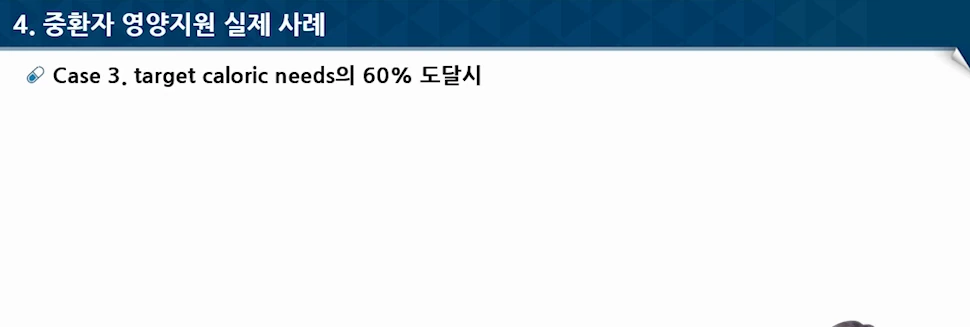 4. 중환자 영양지원 실제 사례
Case 3. target caloric needs의 60% 도달시